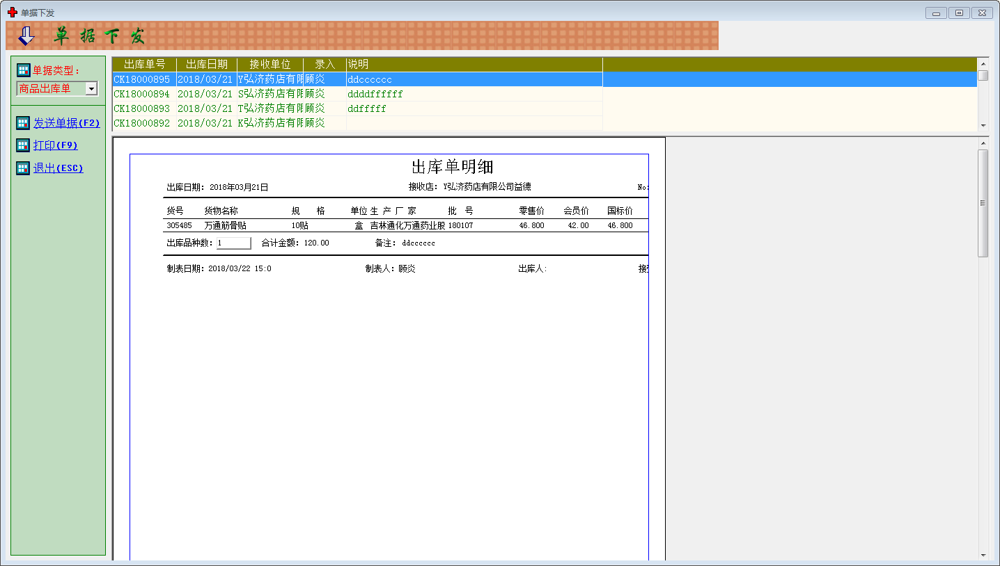 单据下发
单据下发
单据类型：
商品出库单
发送单据(F2)
打印(F9)
退出(ESC)
出库单号 出库日期 接收单位 录入 说明
CK18000895 2018/03/21 Y弘济药店有限 顾炎 ddcccccc
CK18000894 2018/03/21 S弘济药店有限 顾炎 ddddffffff
CK18000893 2018/03/21 T弘济药店有限 顾炎 ddfffff
CK18000892 2018/03/21 K弘济药店有限 顾炎
出库单明细
出库日期： 2018年03月21日 接收店： Y弘济药店有限公司益德 No:
货号 货物名称 规 格 单位 生 产 厂 家 批 号 零售价 会员价 国标价
305485 万通筋骨贴 10贴 盒 吉林通化万通药业股 180107 46.800 42.00 46.800
出库品种数： 1 合计金额： 120.00 备注： ddcccccc
制表日期： 2018/03/22 15:0 制表人： 顾炎 出库人: